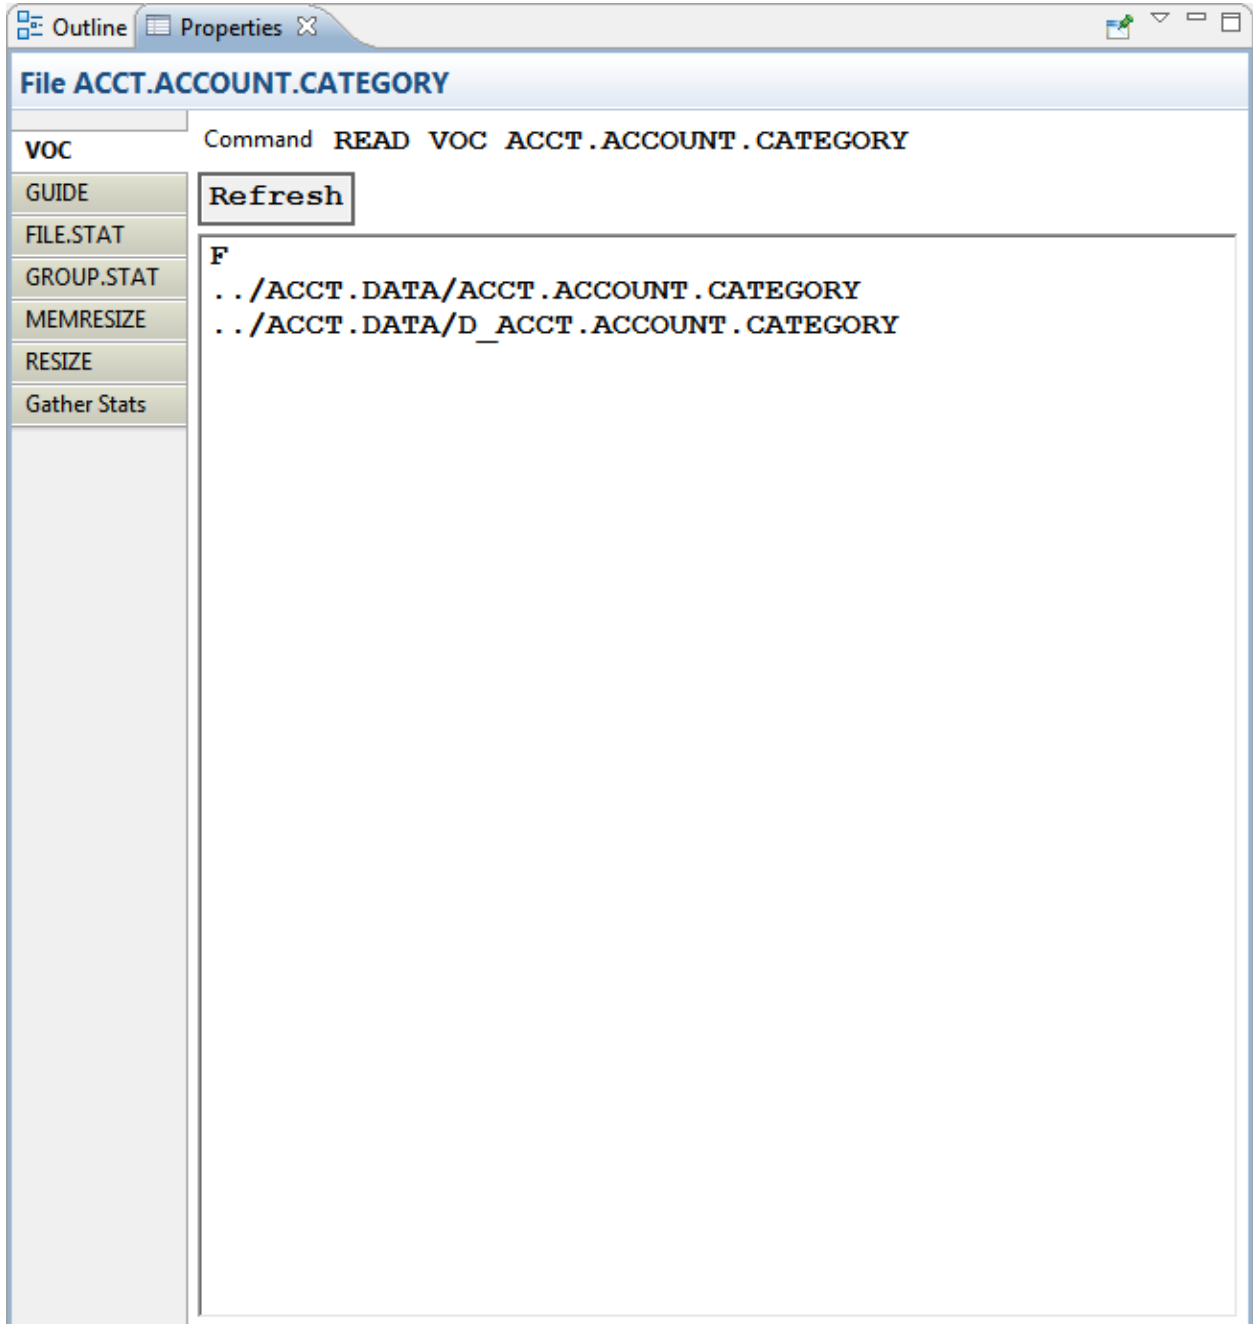 Outline Properties
File ACCT.ACCOUNT.CATEGORY
VOC
GUIDE
FILE.STAT
GROUP.STAT
MEMRESIZE
RESIZE
Gather Stats
Command READ VOC ACCT.ACCOUNT.CATEGORY
Refresh
F
../ACCT.DATA/ACCT.ACCOUNT.CATEGORY
../ACCT.DATA/D_ACCT.ACCOUNT.CATEGORY